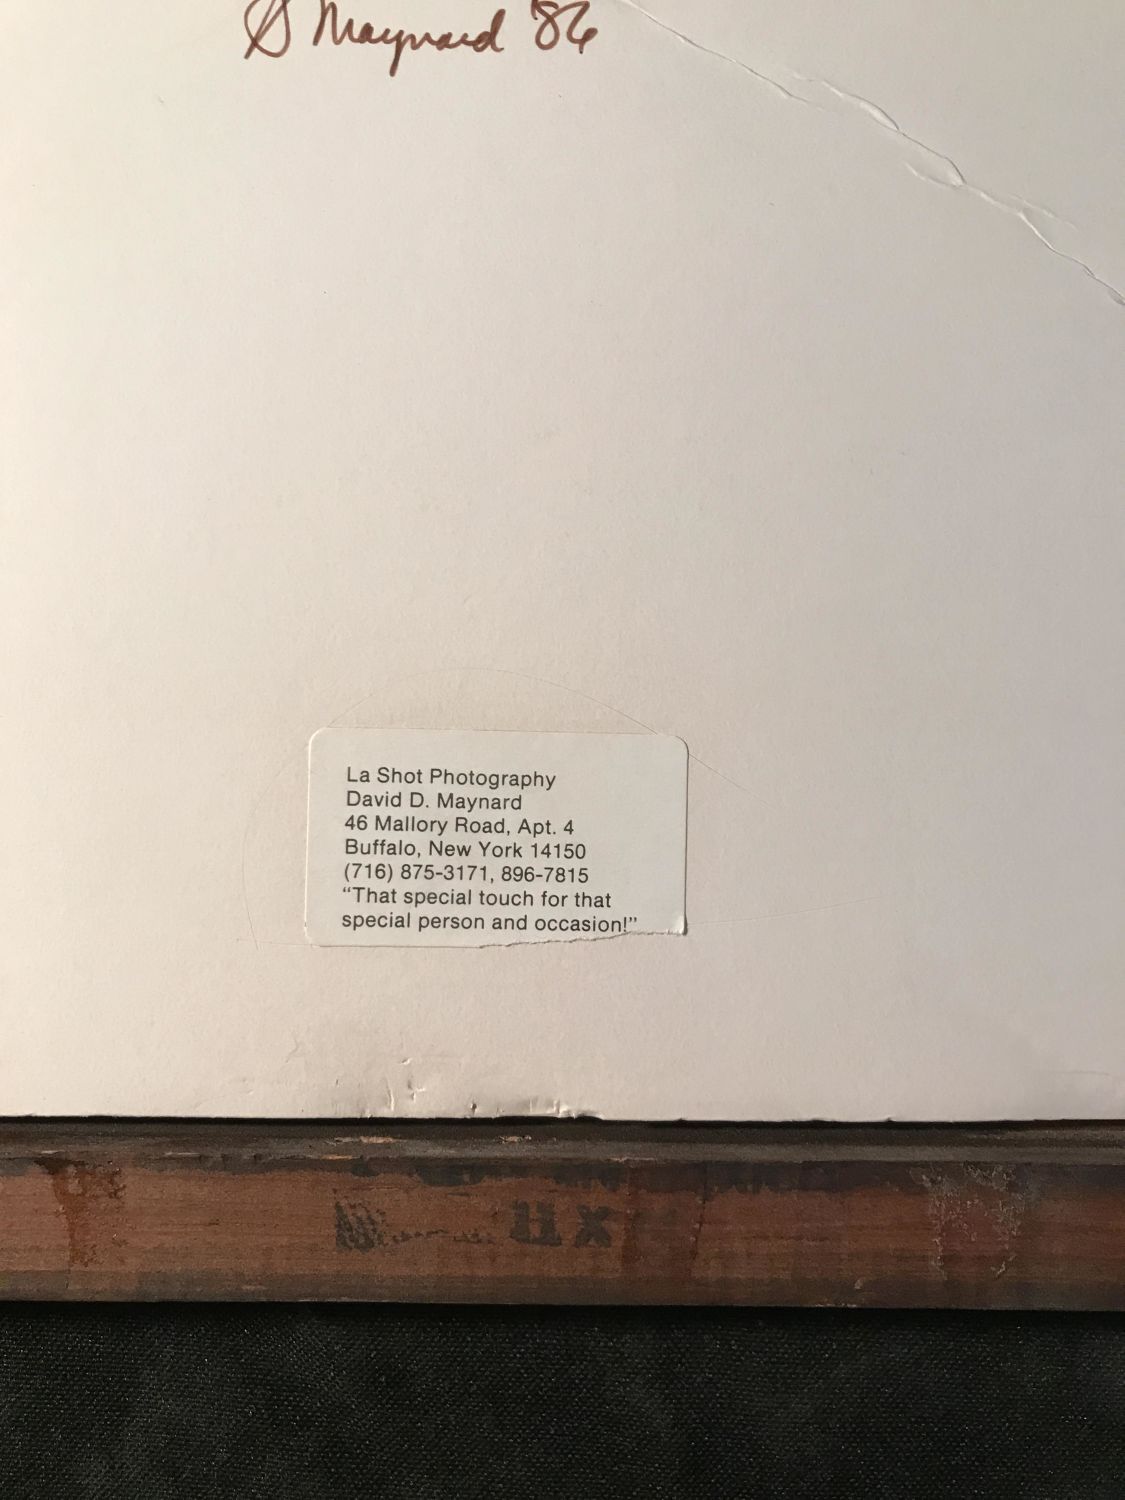 D Maynard '86
La Shot Photography
David D. Maynard
46 Mallory Road, Apt. 4
Buffalo, New York 14150
(716) 875-3171, 896-7815
“That special touch for that
special person and occasion!”